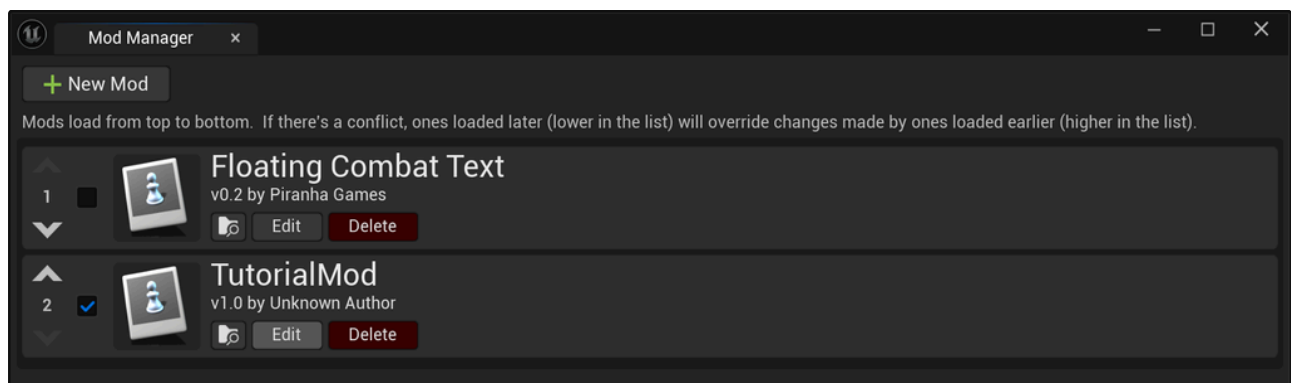 Mod Manager
New Mod
Mods load from top to bottom.  If there's a conflict, ones loaded later (lower in the list) will override changes made by ones loaded earlier (higher in the list).
1
Floating Combat Text
v0.2 by Piranha Games
Edit Delete
2
TutorialMod
v1.0 by Unknown Author
Edit Delete